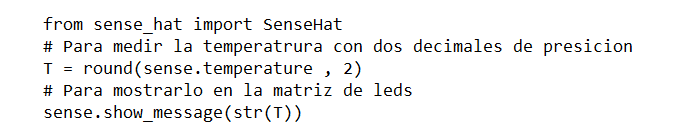 from sense_hat import SenseHat
# Para medir la temperatrura con dos decimales de presicion
T = round(sense.temperature , 2)
# Para mostrarlo en la matriz de leds
sense.show_message(str(T))